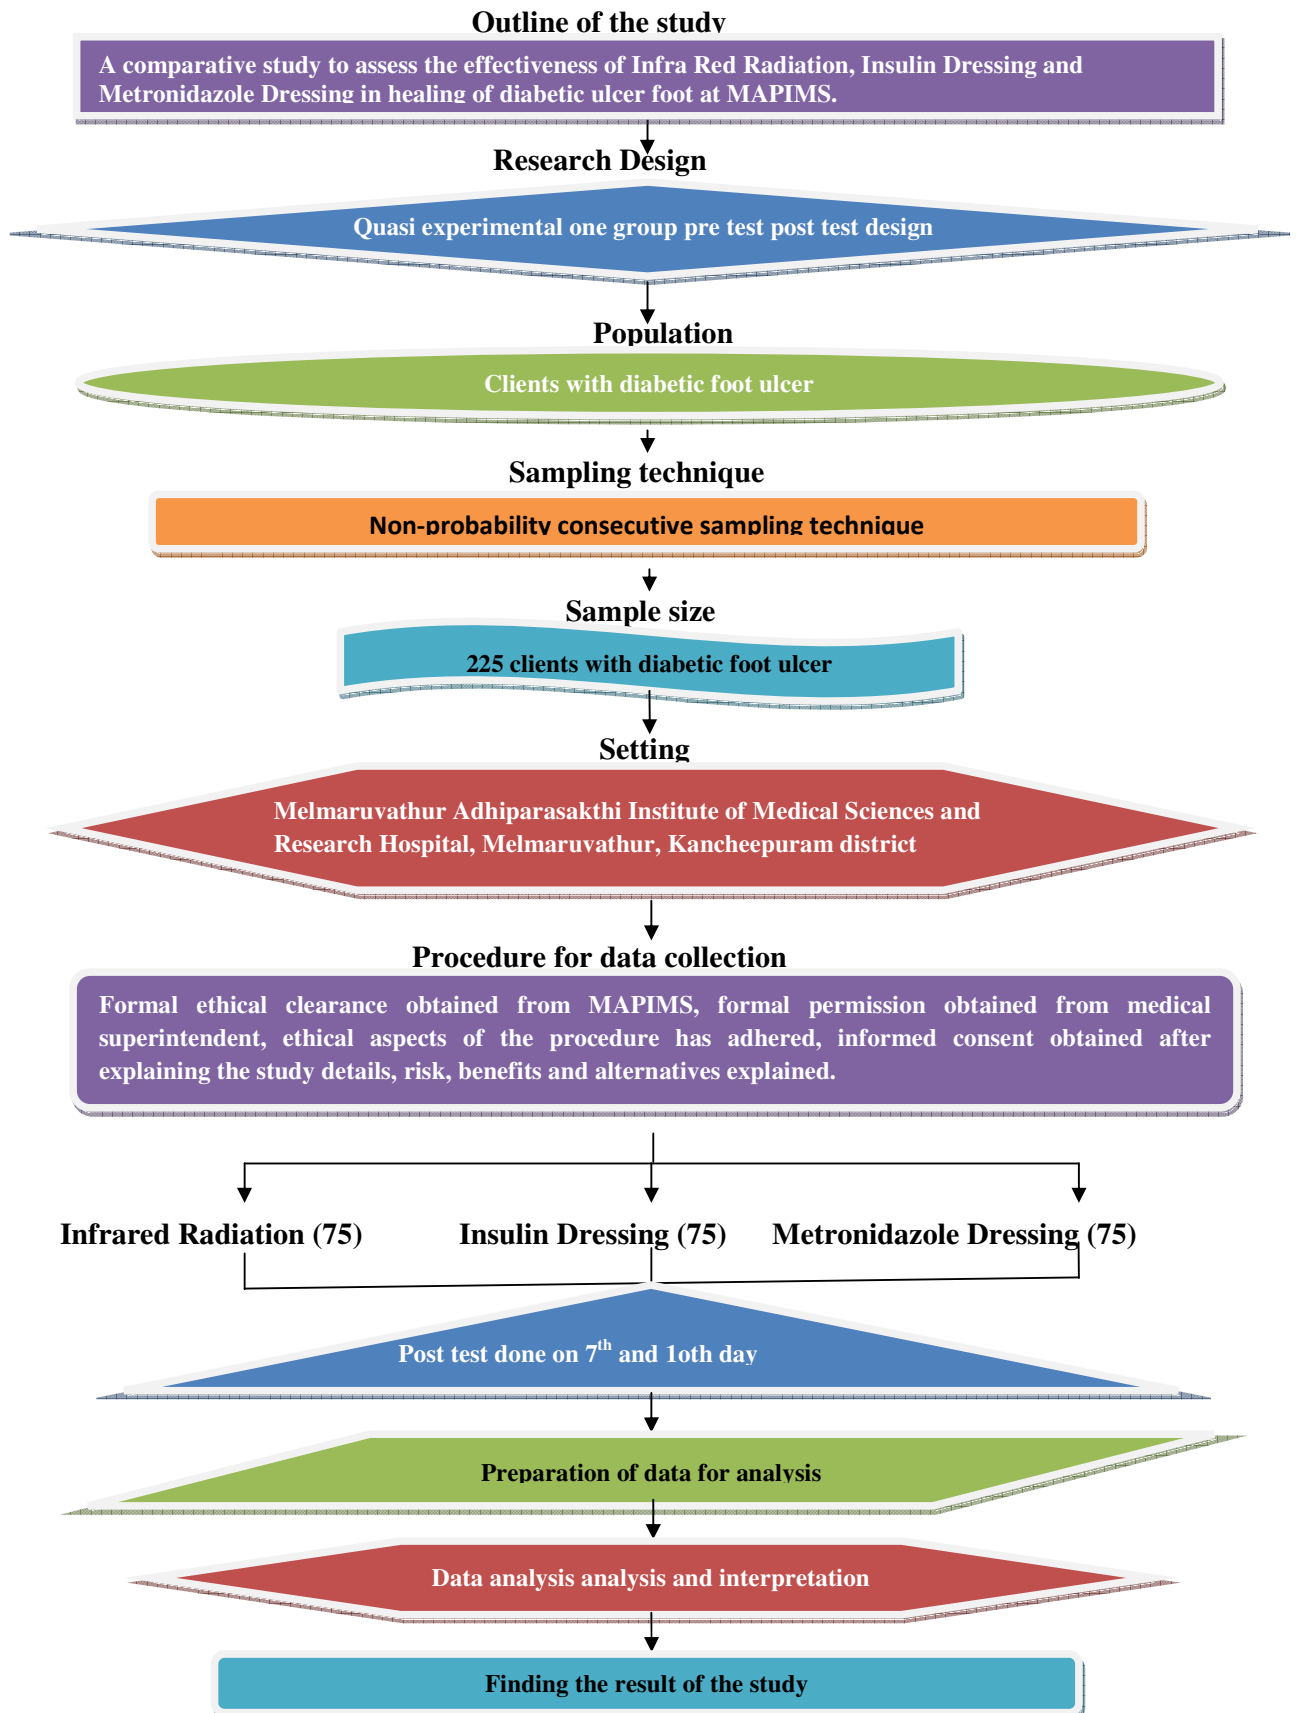 Outline of the study
A comparative study to assess the effectiveness of Infra Red Radiation, Insulin Dressing and
Metronidazole Dressing in healing of diabetic ulcer foot at MAPIMS.
Research Design
Quasi experimental one group pre test post test design
Population
Clients with diabetic foot ulcer
Sampling technique
Non-probability consecutive sampling technique
Sample size
225 clients with diabetic foot ulcer
Setting
Melmaruvathur Adhiparasakthi Institute of Medical Sciences and
Research Hospital, Melmaruvathur, Kancheepuram district
Procedure for data collection
Formal ethical clearance obtained from MAPIMS, formal permission obtained from medical
superintendent, ethical aspects of the procedure has adhered, informed consent obtained after
explaining the study details, risk, benefits and alternatives explained.
Infrared Radiation (75) Insulin Dressing (75) Metronidazole Dressing (75)
Post test done on 7th and 1oth day
Preparation of data for analysis
Data analysis analysis and interpretation
Finding the result of the study